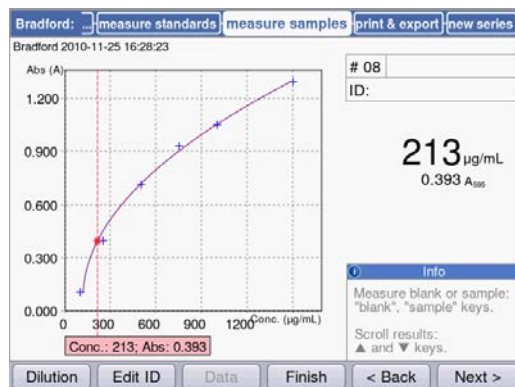 Bradford: ... measure standards measure samples print & export new series
Bradford 2010-11-25 16:28:23
Abs (A)
1.200
0.900
0.600
0.300
0.000
0 300 600 900 1200 Conc. (µg/mL)
Conc.: 213; Abs: 0.393
# 08
ID:
213 µg/mL
0.393 A595
Info
Measure blank or sample:
"blank", "sample" keys.
Scroll results:
▲ and ▼ keys.
Dilution Edit ID Data Finish < Back Next >